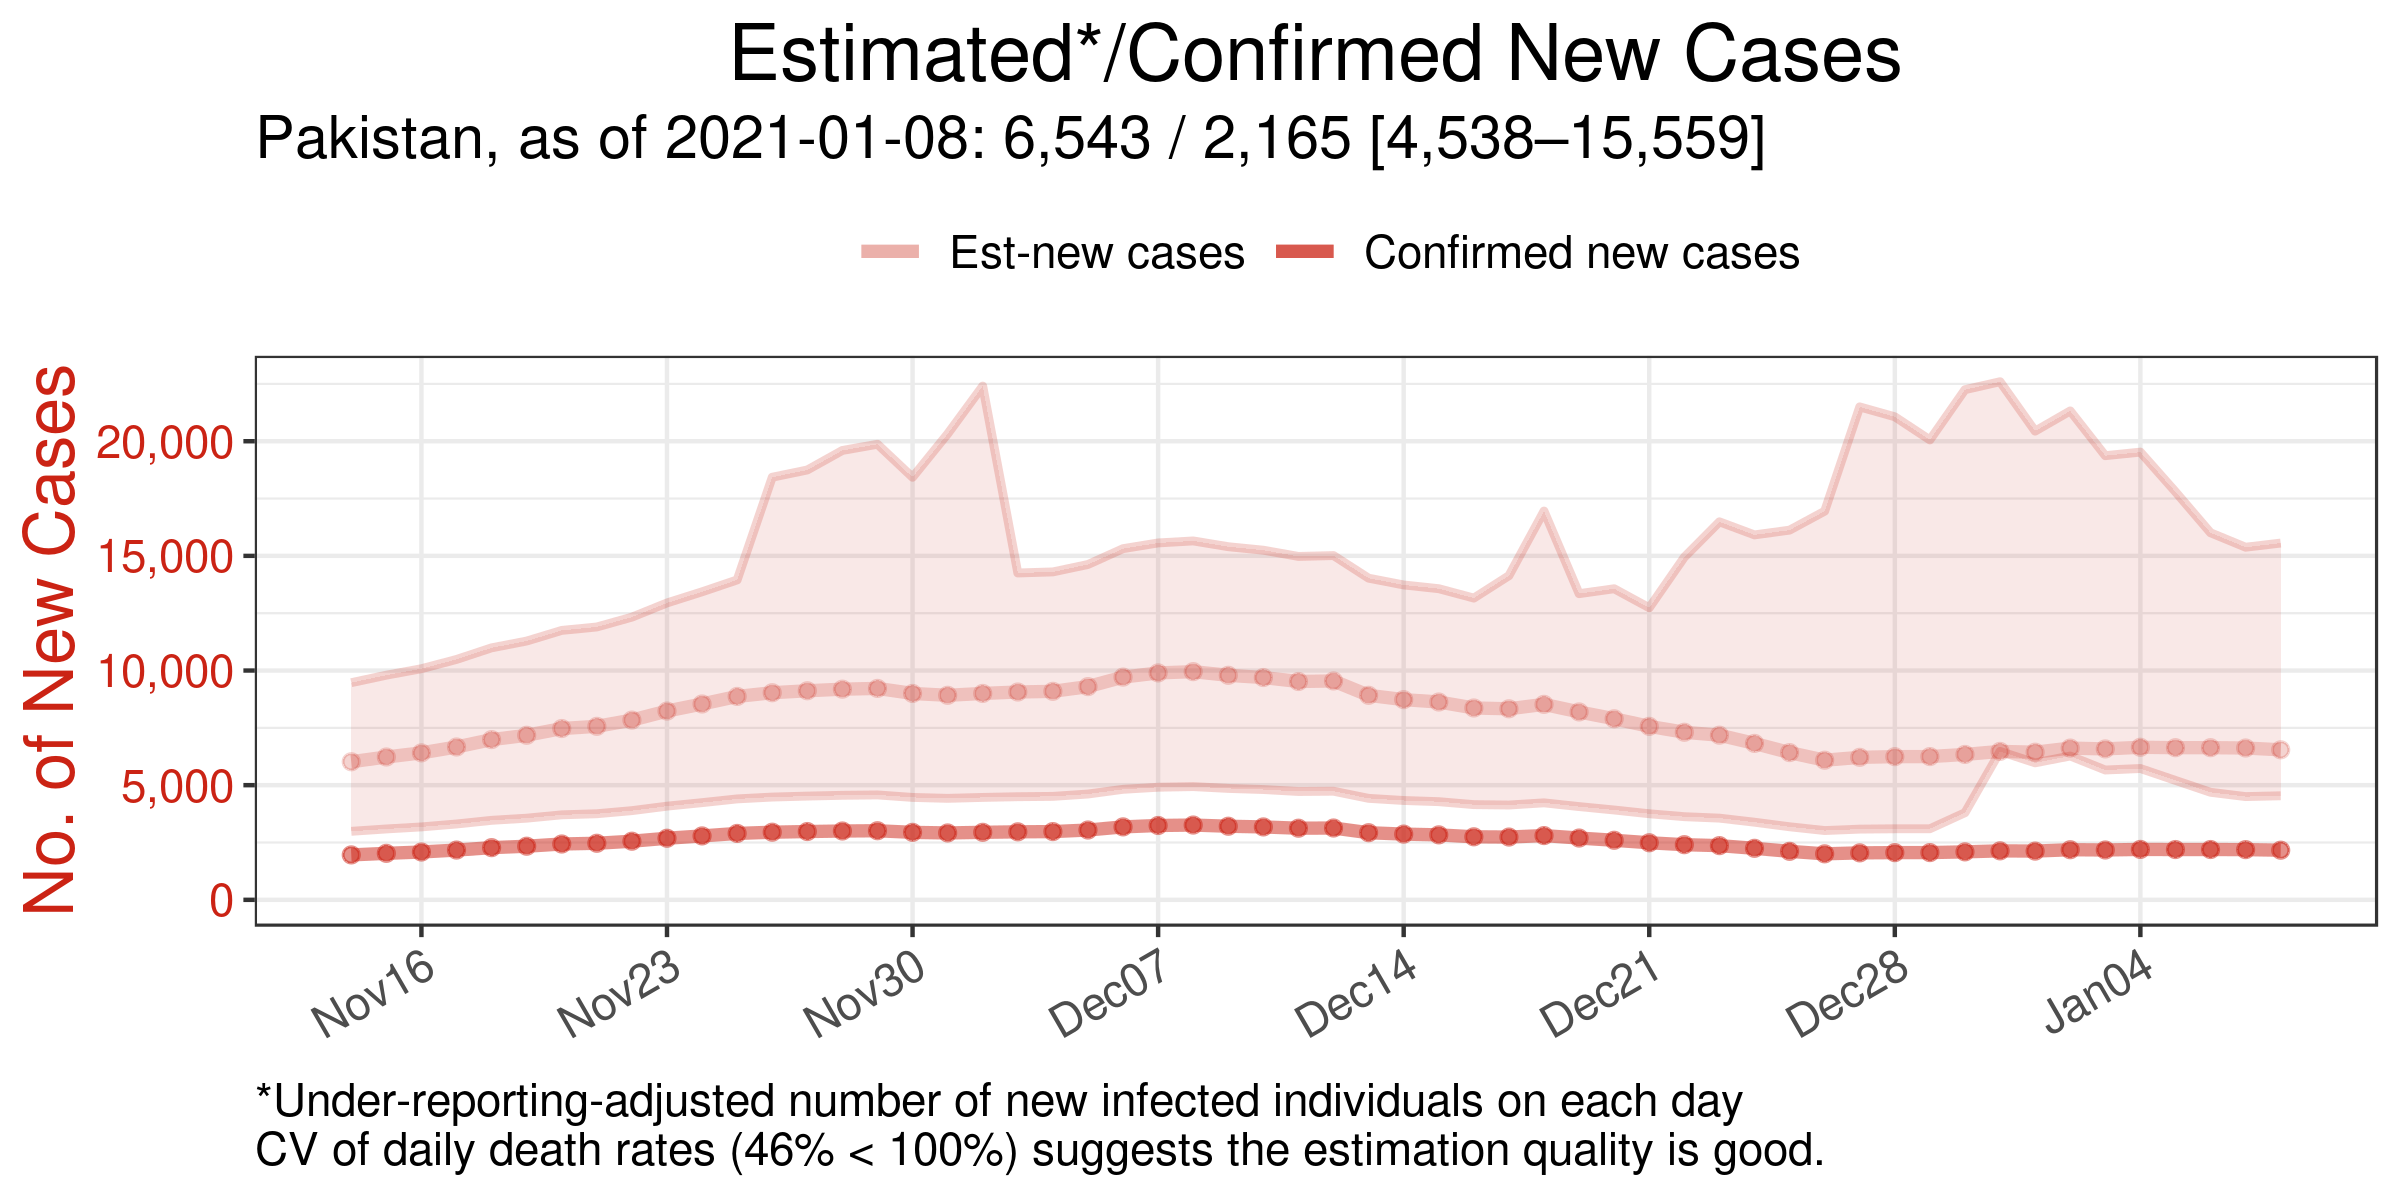 Estimated*/Confirmed New Cases
Pakistan, as of 2021-01-08: 6,543 / 2,165 [4,538–15,559]
Est-new cases
Confirmed new cases
No. of New Cases
20,000
15,000
10,000
5,000
0
Nov16
Nov23
Nov30
Dec07
Dec14
Dec21
Dec28
Jan04
*Under-reporting-adjusted number of new infected individuals on each day
CV of daily death rates (46% < 100%) suggests the estimation quality is good.